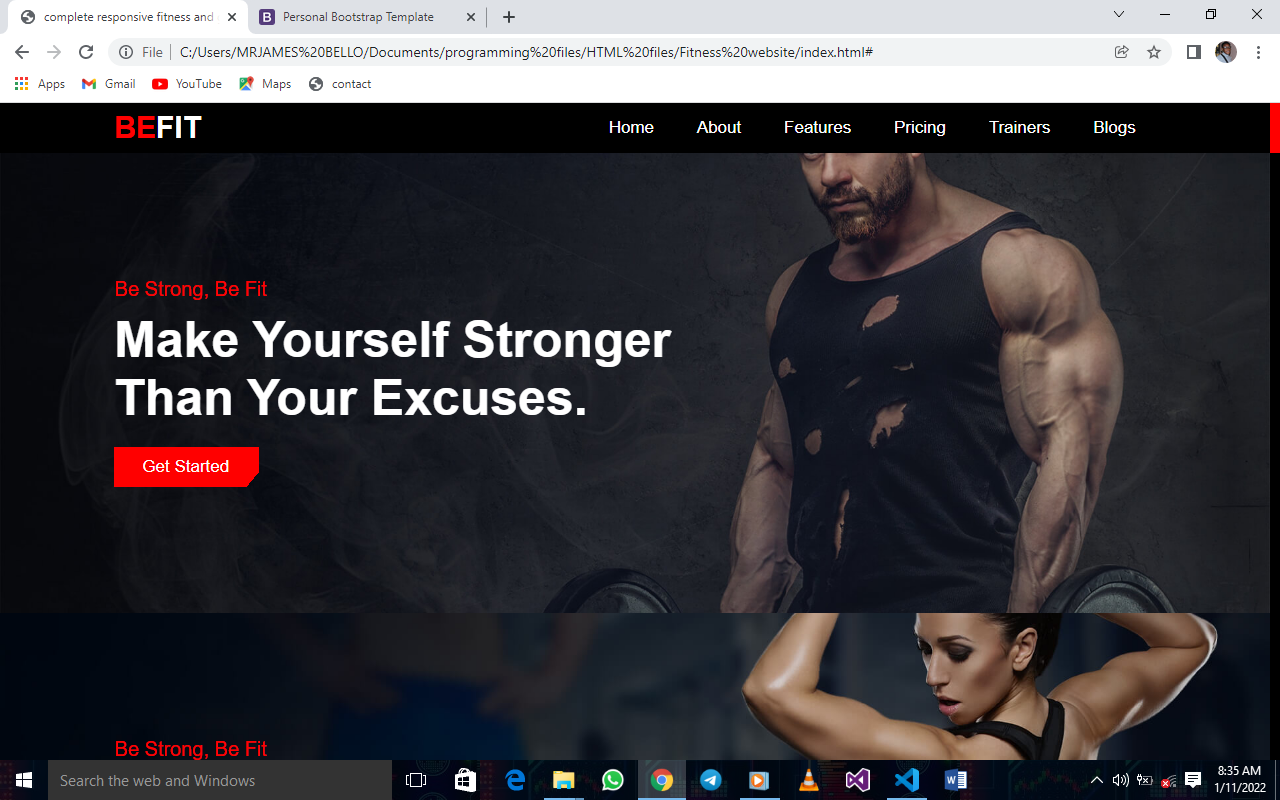 complete responsive fitness and
Personal Bootstrap Template
File
C:/Users/MRJAMES%20BELLO/Documents/programming%20files/HTML%20files/Fitness%20website/index.html#
Apps
Gmail
YouTube
Maps
contact
BEFIT
Home
About
Features
Pricing
Trainers
Blogs
Be Strong, Be Fit
Make Yourself Stronger
Than Your Excuses.
Get Started
Be Strong, Be Fit
Search the web and Windows
8:35 AM
1/11/2022